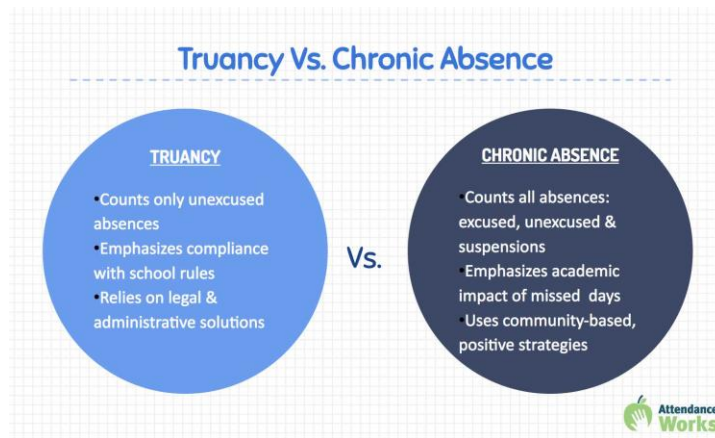 Truancy Vs. Chronic Absence
TRUANCY
•Counts only unexcused
absences
•Emphasizes compliance
with school rules
•Relies on legal &
administrative solutions
Vs.
CHRONIC ABSENCE
•Counts all absences:
excused, unexcused &
suspensions
•Emphasizes academic
impact of missed days
•Uses community-based,
positive strategies
Attendance
Works